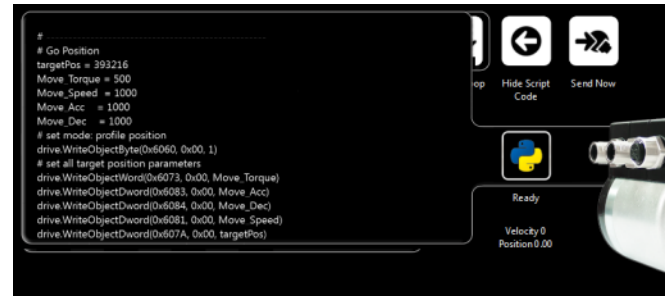 #
# Go Position
targetPos = 393216
Move_Torque = 500
Move_Speed = 1000
Move_Acc = 1000
Move_Dec = 1000
# set mode: profile position
drive.WriteObjectByte(0x6060, 0x00, 1)
# set all target position parameters
drive.WriteObjectWord(0x6073, 0x00, Move_Torque)
drive.WriteObjectDword(0x6083, 0x00, Move_Acc)
drive.WriteObjectDword(0x6084, 0x00, Move_Dec)
drive.WriteObjectDword(0x6081, 0x00, Move_Speed)
drive.WriteObjectDword(0x607A, 0x00, targetPos)
op
Hide Script
Code
Send Now
Ready
Velocity 0
Position 0.00